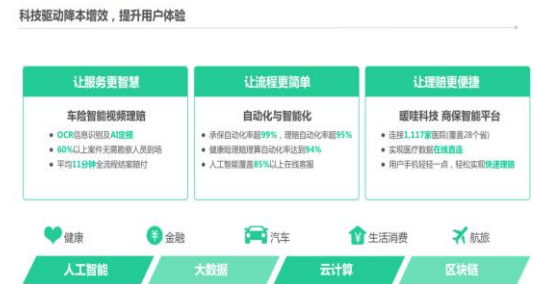 科技驱动降本增效，提升用户体验
让服务更智慧
车险智能视频理赔
• OCR信息识别及AI定损
• 60%以上案件无需勘察人员到场
• 平均11分钟全流程结案赔付
让流程更简单
自动化与智能化
• 承保自动化率超99%，理赔自动化率超95%
• 健康险理赔理算自动化率达到94%
• 人工智能覆盖85%以上在线客服
让理赔更便捷
暖哇科技 商保智能平台
• 连接1,117家医院(覆盖28个省)
• 实现医疗数据在线直连
• 用户手机轻轻一点，轻松实现快速理赔
健康
¥ 金融
汽车
¥ 生活消费
航旅
人工智能
大数据
云计算
区块链